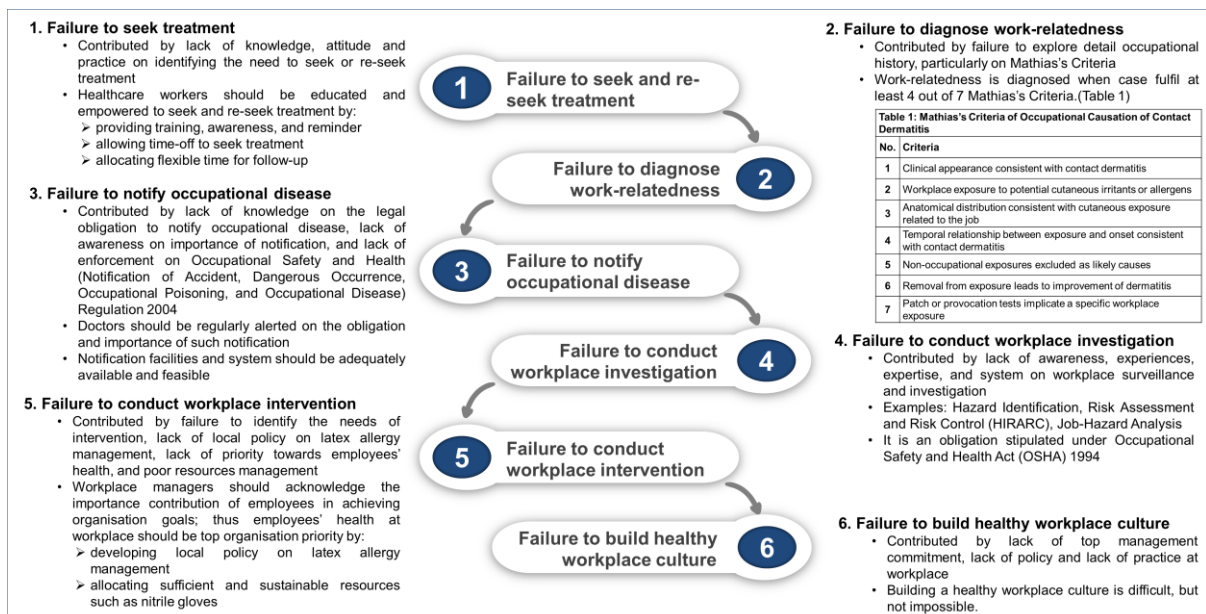 1. Failure to seek treatment
• Contributed by lack of knowledge, attitude and
practice on identifying the need to seek or re-seek
treatment
• Healthcare workers should be educated and
empowered to seek and re-seek treatment by:
➢ providing training, awareness, and reminder
➢ allowing time-off to seek treatment
➢ allocating flexible time for follow-up
3. Failure to notify occupational disease
• Contributed by lack of knowledge on the legal
obligation to notify occupational disease, lack of
awareness on importance of notification, and lack of
enforcement on Occupational Safety and Health
(Notification of Accident, Dangerous Occurrence,
Occupational Poisoning, and Occupational Disease)
Regulation 2004
• Doctors should be regularly alerted on the obligation
and importance of such notification
• Notification facilities and system should be adequately
available and feasible
5. Failure to conduct workplace intervention
• Contributed by failure to identify the needs of
intervention, lack of local policy on latex allergy
management, lack of priority towards employees'
health, and poor resources management
• Workplace managers should acknowledge the
importance contribution of employees in achieving
organisation goals; thus employees' health at
workplace should be top organisation priority by:
➢ developing local policy on latex allergy
management
➢ allocating sufficient and sustainable resources
such as nitrile gloves
1
Failure to seek and re-
seek treatment
Failure to diagnose
work-relatedness
2
3
Failure to notify
occupational disease
Failure to conduct
workplace investigation
4
5
Failure to conduct
workplace intervention
Failure to build healthy
workplace culture
6
2. Failure to diagnose work-relatedness
• Contributed by failure to explore detail occupational
history, particularly on Mathias's Criteria
• Work-relatedness is diagnosed when case fulfil at
least 4 out of 7 Mathias's Criteria.(Table 1)
Table 1: Mathias's Criteria of Occupational Causation of Contact
Dermatitis
No. Criteria
1 Clinical appearance consistent with contact dermatitis
2 Workplace exposure to potential cutaneous irritants or allergens
3 Anatomical distribution consistent with cutaneous exposure
related to the job
4 Temporal relationship between exposure and onset consistent
with contact dermatitis
5 Non-occupational exposures excluded as likely causes
6 Removal from exposure leads to improvement of dermatitis
7 Patch or provocation tests implicate a specific workplace
exposure
4. Failure to conduct workplace investigation
• Contributed by lack of awareness, experiences,
expertise, and system on workplace surveillance
and investigation
• Examples: Hazard Identification, Risk Assessment
and Risk Control (HIRARC), Job-Hazard Analysis
• It is an obligation stipulated under Occupational
Safety and Health Act (OSHA) 1994
6. Failure to build healthy workplace culture
• Contributed by lack of top management
commitment, lack of policy and lack of practice at
workplace
• Building a healthy workplace culture is difficult, but
not impossible.